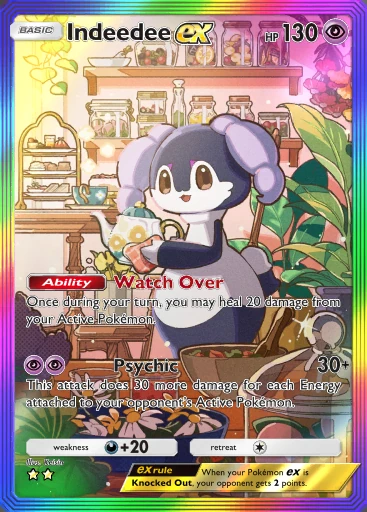 BASIC Indeedee ex HP 130
Ability Watch Over
Once during your turn, you may heal 20 damage from
your Active Pokémon.
Psychic 30+
This attack does 30 more damage for each Energy
attached to your opponent's Active Pokémon.
weakness +20 retreat
ex rule When your Pokémon ex is
Knocked Out, your opponent gets 2 points.